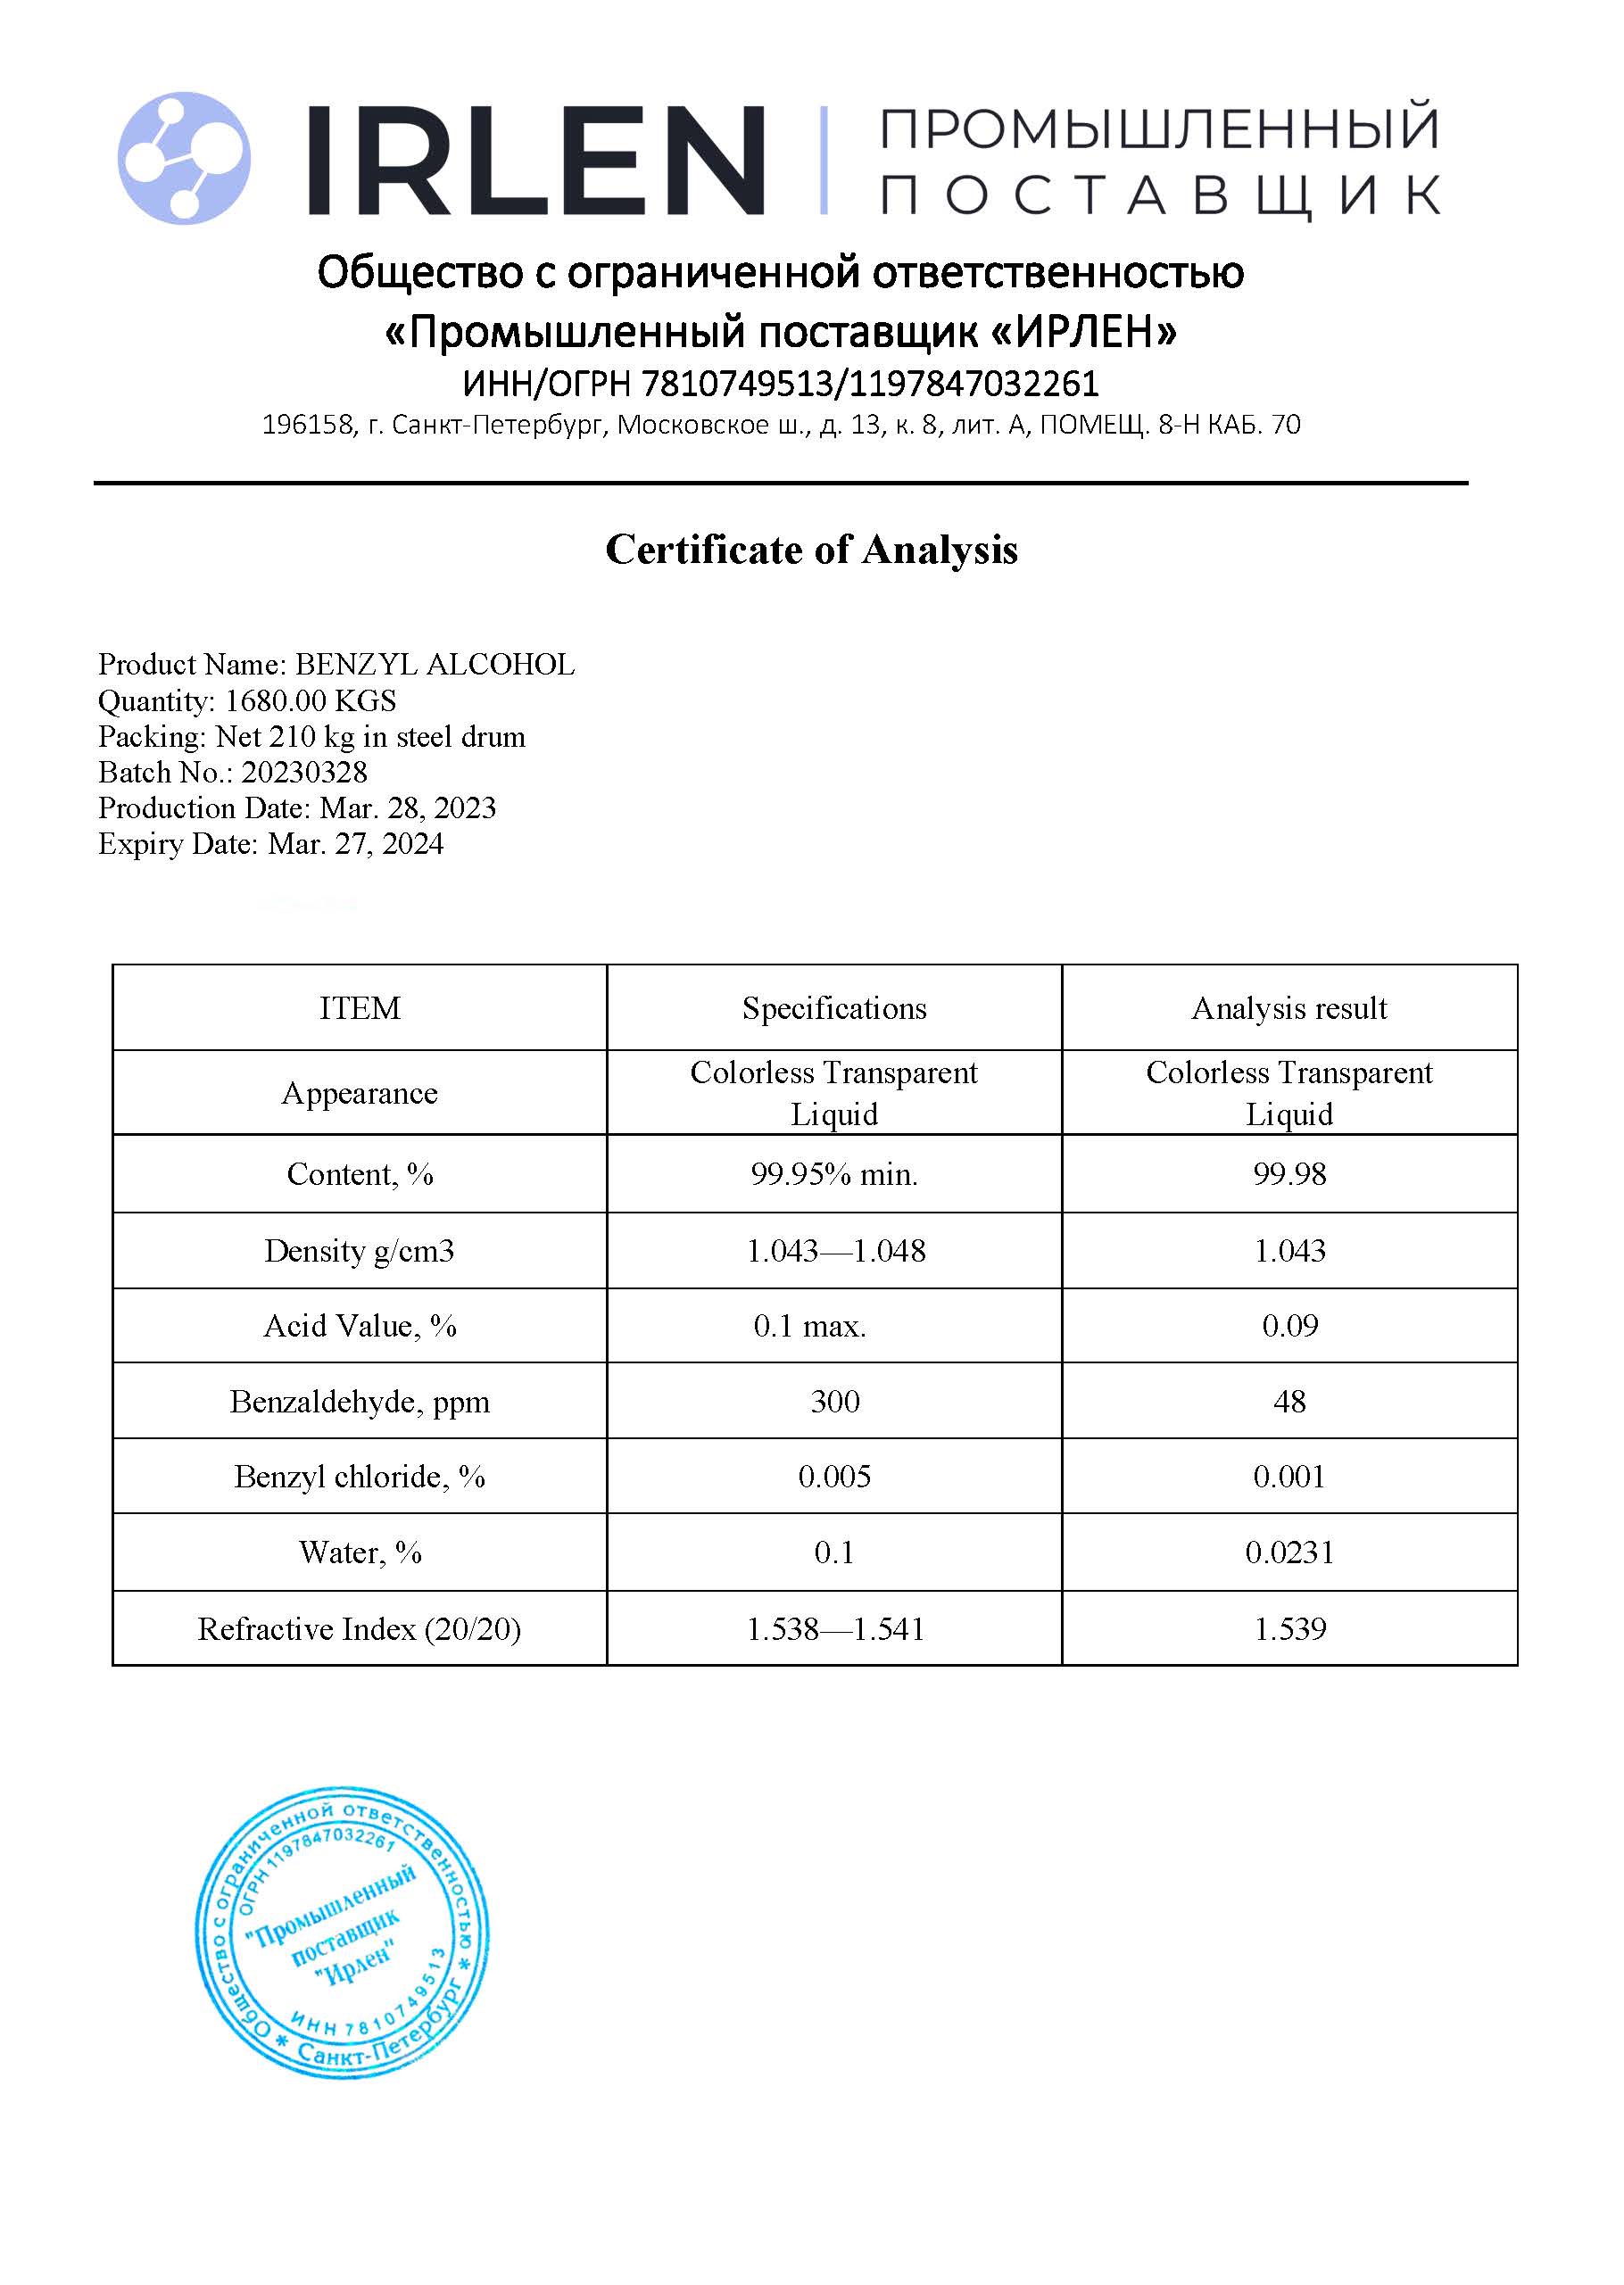 IRLEN
ПРОМЫШЛЕННЫЙ
ПОСТАВЩИК
Общество с ограниченной ответственностью
«Промышленный поставщик «ИРЛЕН»
ИНН/ОГРН 7810749513/1197847032261
196158, г. Санкт-Петербург, Московское ш., д. 13, к. 8, лит. А, ПОМЕЩ. 8-Н КАБ. 70
Certificate of Analysis
Product Name: BENZYL ALCOHOL
Quantity: 1680.00 KGS
Packing: Net 210 kg in steel drum
Batch No.: 20230328
Production Date: Mar. 28, 2023
Expiry Date: Mar. 27, 2024
ITEM Specifications Analysis result
Appearance Colorless Transparent Liquid Colorless Transparent Liquid
Content, % 99.95% min. 99.98
Density g/cm3 1.043—1.048 1.043
Acid Value, % 0.1 max. 0.09
Benzaldehyde, ppm 300 48
Benzyl chloride, % 0.005 0.001
Water, % 0.1 0.0231
Refractive Index (20/20) 1.538—1.541 1.539
Общество с ограниченной ответственностью
ОГРН 1197847032261
"Промышленный
поставщик
"Ирлен"
ИНН 7810749513
* Санкт-Петербург *